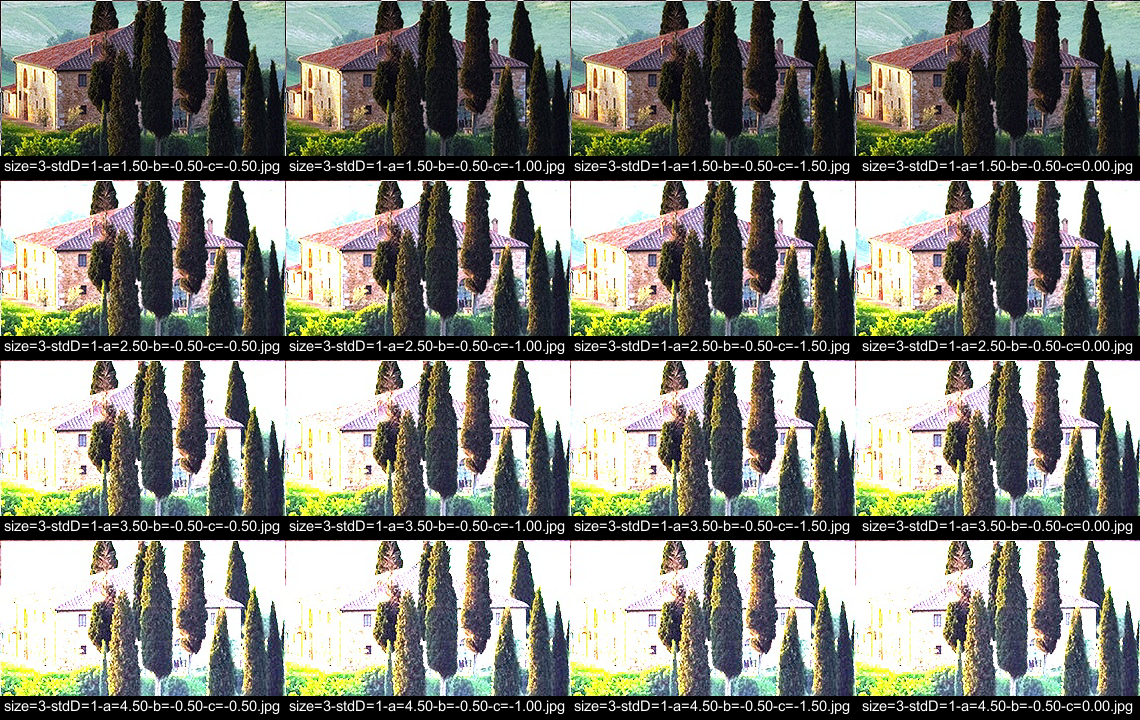 size=3-stdD=1-a=1.50-b=-0.50-c=-0.50.jpg
size=3-stdD=1-a=1.50-b=-0.50-c=-1.00.jpg
size=3-stdD=1-a=1.50-b=-0.50-c=-1.50.jpg
size=3-stdD=1-a=1.50-b=-0.50-c=0.00.jpg
size=3-stdD=1-a=2.50-b=-0.50-c=-0.50.jpg
size=3-stdD=1-a=2.50-b=-0.50-c=-1.00.jpg
size=3-stdD=1-a=2.50-b=-0.50-c=-1.50.jpg
size=3-stdD=1-a=2.50-b=-0.50-c=0.00.jpg
size=3-stdD=1-a=3.50-b=-0.50-c=-0.50.jpg
size=3-stdD=1-a=3.50-b=-0.50-c=-1.00.jpg
size=3-stdD=1-a=3.50-b=-0.50-c=-1.50.jpg
size=3-stdD=1-a=3.50-b=-0.50-c=0.00.jpg
size=3-stdD=1-a=4.50-b=-0.50-c=-0.50.jpg
size=3-stdD=1-a=4.50-b=-0.50-c=-1.00.jpg
size=3-stdD=1-a=4.50-b=-0.50-c=-1.50.jpg
size=3-stdD=1-a=4.50-b=-0.50-c=0.00.jpg